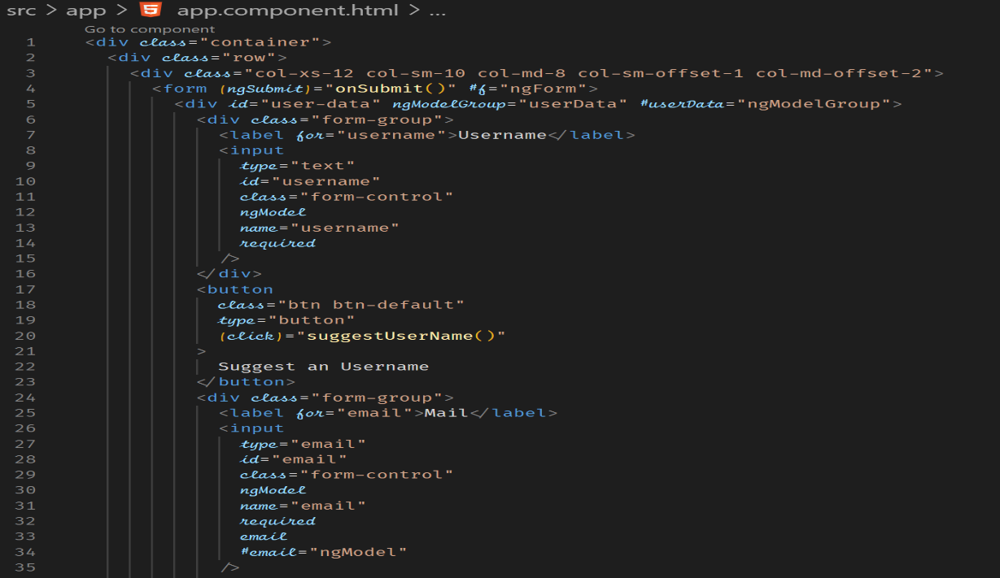 src > app > app.component.html > ...
Go to component
1 <div class="container">
2 <div class="row">
3 <div class="col-xs-12 col-sm-10 col-md-8 col-sm-offset-1 col-md-offset-2">
4 <form (ngSubmit)="onSubmit()" #f="ngForm">
5 <div id="user-data" ngModelGroup="userData" #userData="ngModelGroup">
6 <div class="form-group">
7 <label for="username">Username</label>
8 <input
9 type="text"
10 id="username"
11 class="form-control"
12 ngModel
13 name="username"
14 required
15 />
16 </div>
17 <button
18 class="btn btn-default"
19 type="button"
20 (click)="suggestUserName()"
21 >
22 Suggest an Username
23 </button>
24 <div class="form-group">
25 <label for="email">Mail</label>
26 <input
27 type="email"
28 id="email"
29 class="form-control"
30 ngModel
31 name="email"
32 required
33 email
34 #email="ngModel"
35 />